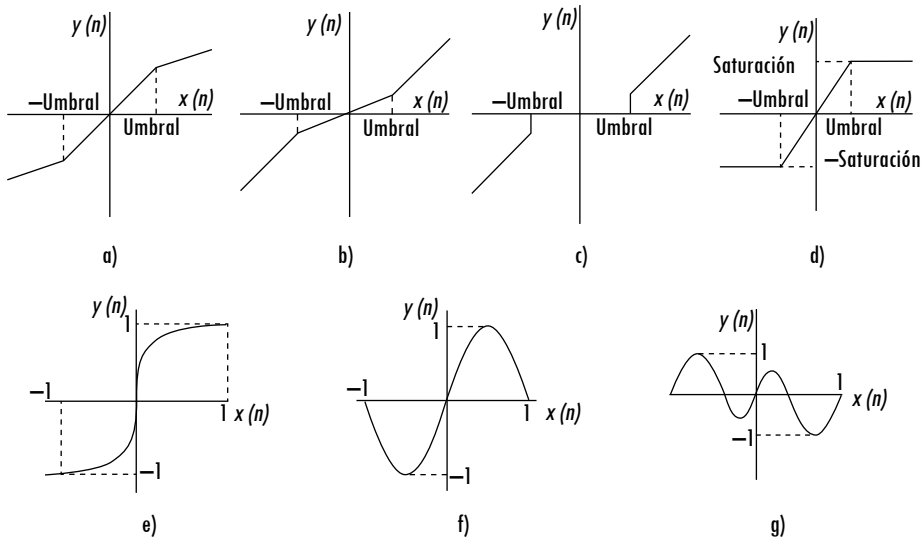 y (n)
–Umbral
x (n)
Umbral
a)
y (n)
–Umbral
x (n)
Umbral
b)
y (n)
–Umbral
x (n)
Umbral
c)
y (n)
Saturación
–Umbral
x (n)
Umbral
–Saturación
d)
y (n)
1
–1
1 x (n)
–1
e)
y (n)
1
–1
1 x (n)
–1
f)
y (n)
1
1
x (n)
–1
g)